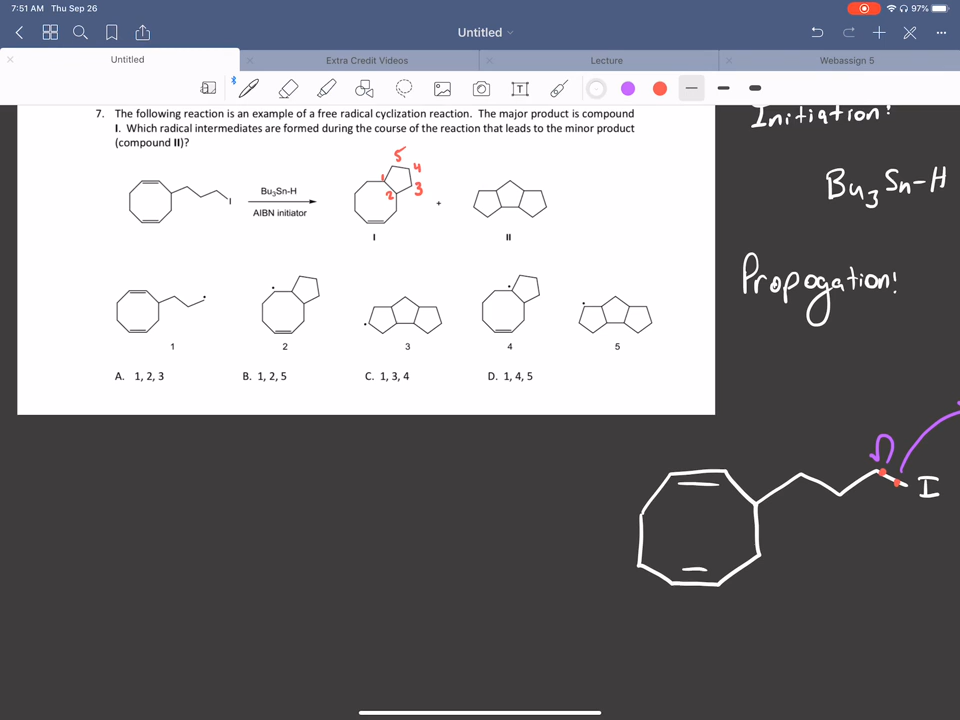 7:51 AM Thu Sep 26
97%
Untitled
Untitled
Extra Credit Videos
Lecture
Webassign 5
T
7. The following reaction is an example of a free radical cyclization reaction. The major product is compound
I. Which radical intermediates are formed during the course of the reaction that leads to the minor product
(compound II)?
Initiation!
Bu3Sn-H
Propogation!
5
1
4
2
3
I
Bu3Sn-H
AIBN initiator
+
I
II
1
2
3
4
5
A. 1, 2, 3
B. 1, 2, 5
C. 1, 3, 4
D. 1, 4, 5
I